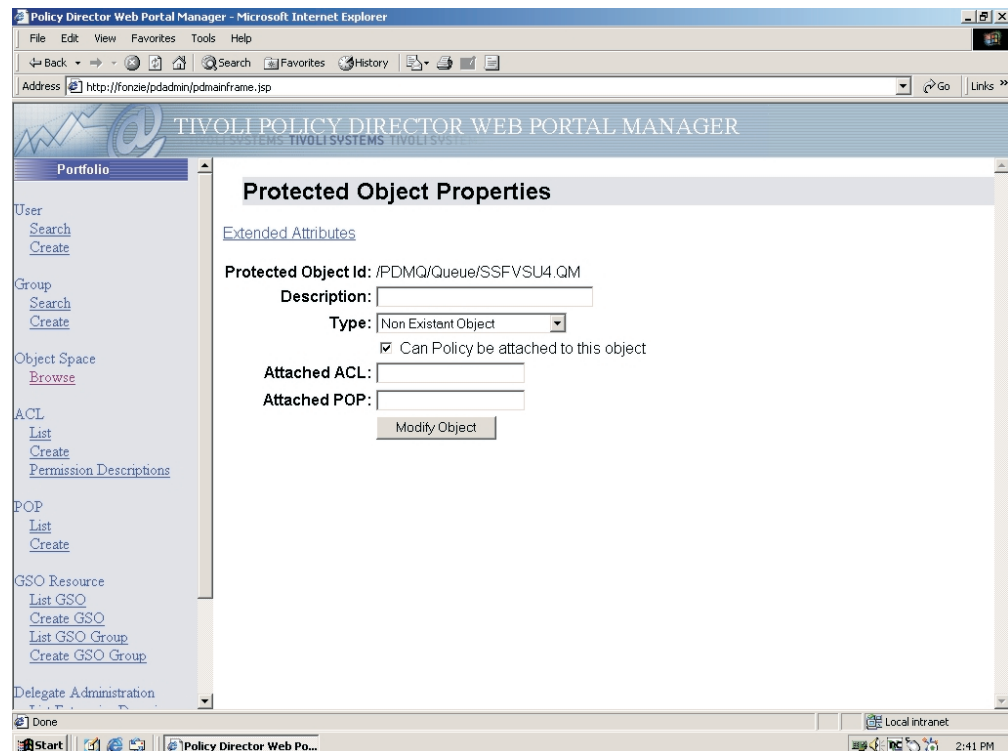 Policy Director Web Portal Manager - Microsoft Internet Explorer
File Edit View Favorites Tools Help
Back Search Favorites History
Address http://fonzie/pdadmin/pdmainframe.jsp Go Links »
TIVOLI POLICY DIRECTOR WEB PORTAL MANAGER
TIVOLI SYSTEMS
Portfolio
User
Search
Create
Group
Search
Create
Object Space
Browse
ACL
List
Create
Permission Descriptions
POP
List
Create
GSO Resource
List GSO
Create GSO
List GSO Group
Create GSO Group
Delegate Administration
Protected Object Properties
Extended Attributes
Protected Object Id: /PDMQ/Queue/SSFVSU4.QM
Description:
Type: Non Existant Object
Can Policy be attached to this object
Attached ACL:
Attached POP:
Modify Object
Done Local intranet
Start Policy Director Web Po... 2:41 PM